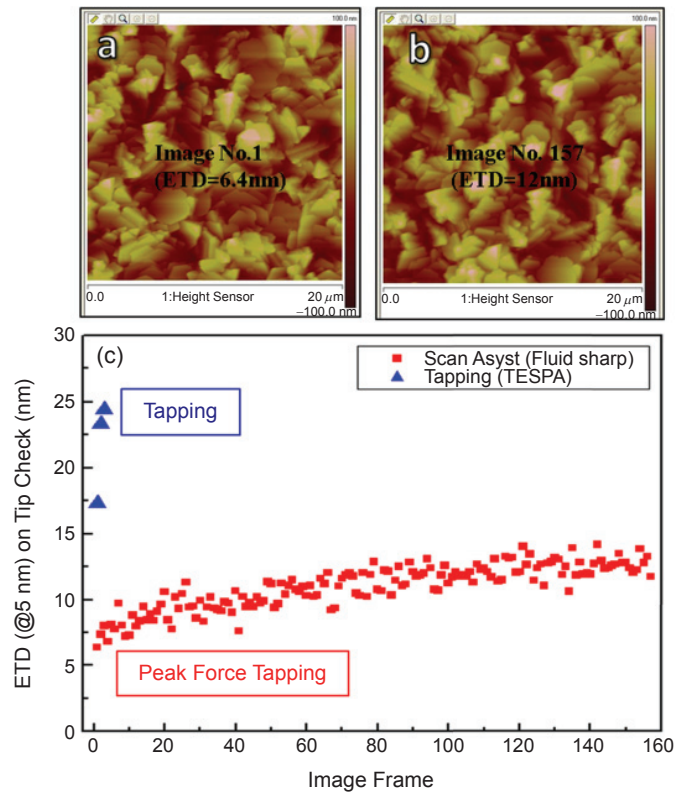 100.0 nm
100.0 nm
a
b
Image No.1
(ETD=6.4nm)
Image No. 157
(ETD=12nm)
0.0
1:Height Sensor
20 μm
−100.0 nm
0.0
1:Height Sensor
20 μm
−100.0 nm
(c)
Scan Asyst (Fluid sharp)
Tapping (TESPA)
Tapping
Peak Force Tapping
ETD (@5 nm) on Tip Check (nm)
30
25
20
15
10
5
0
0 20 40 60 80 100 120 140 160
Image Frame